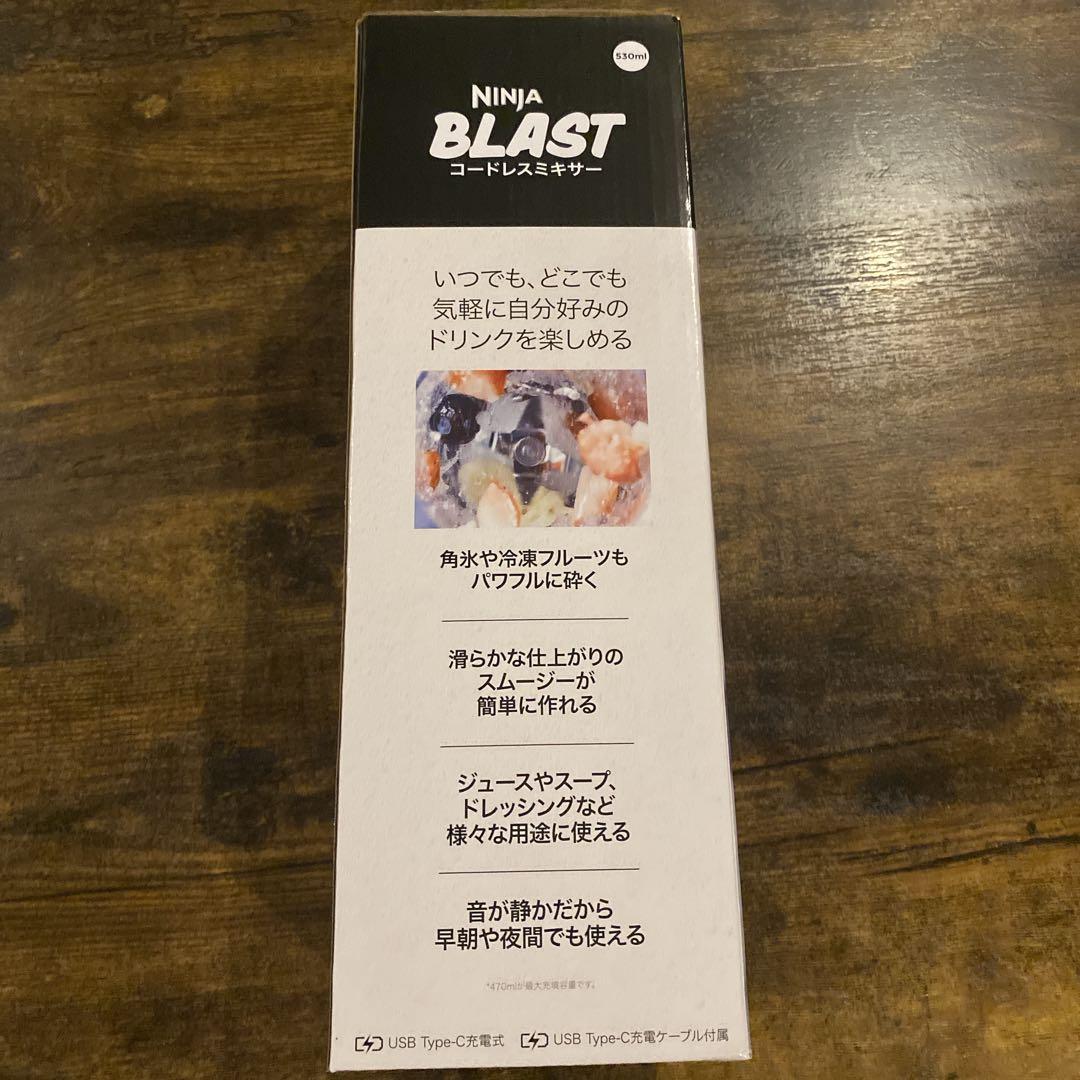 530ml
NINJA
BLAST
コードレスミキサー
いつでも、どこでも
気軽に自分好みの
ドリンクを楽しめる
角氷や冷凍フルーツも
パワフルに砕く
滑らかな仕上がりの
スムージーが
簡単に作れる
ジュースやスープ、
ドレッシングなど
様々な用途に使える
音が静かだから
早朝や夜間でも使える
*470mlが最大充填容量です。
USB Type-C充電式 USB Type-C充電ケーブル付属